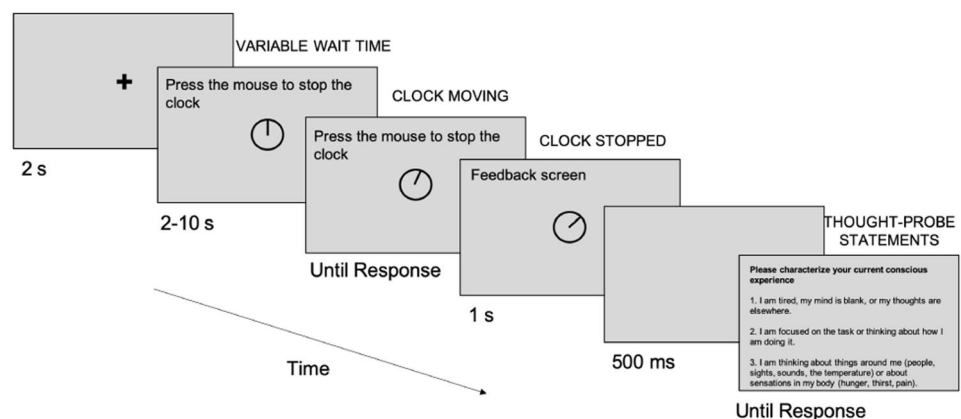 VARIABLE WAIT TIME
Press the mouse to stop the
clock
2 s
CLOCK MOVING
Press the mouse to stop the
clock
2-10 s
CLOCK STOPPED
Feedback screen
Until Response
THOUGHT-PROBE
STATEMENTS
Please characterize your current conscious
experience
1. I am tired, my mind is blank, or my thoughts are
elsewhere.
2. I am focused on the task or thinking about how I
am doing it.
3. I am thinking about things around me (people,
sights, sounds, the temperature) or about
sensations in my body (hunger, thirst, pain).
1 s
500 ms
Time
Until Response